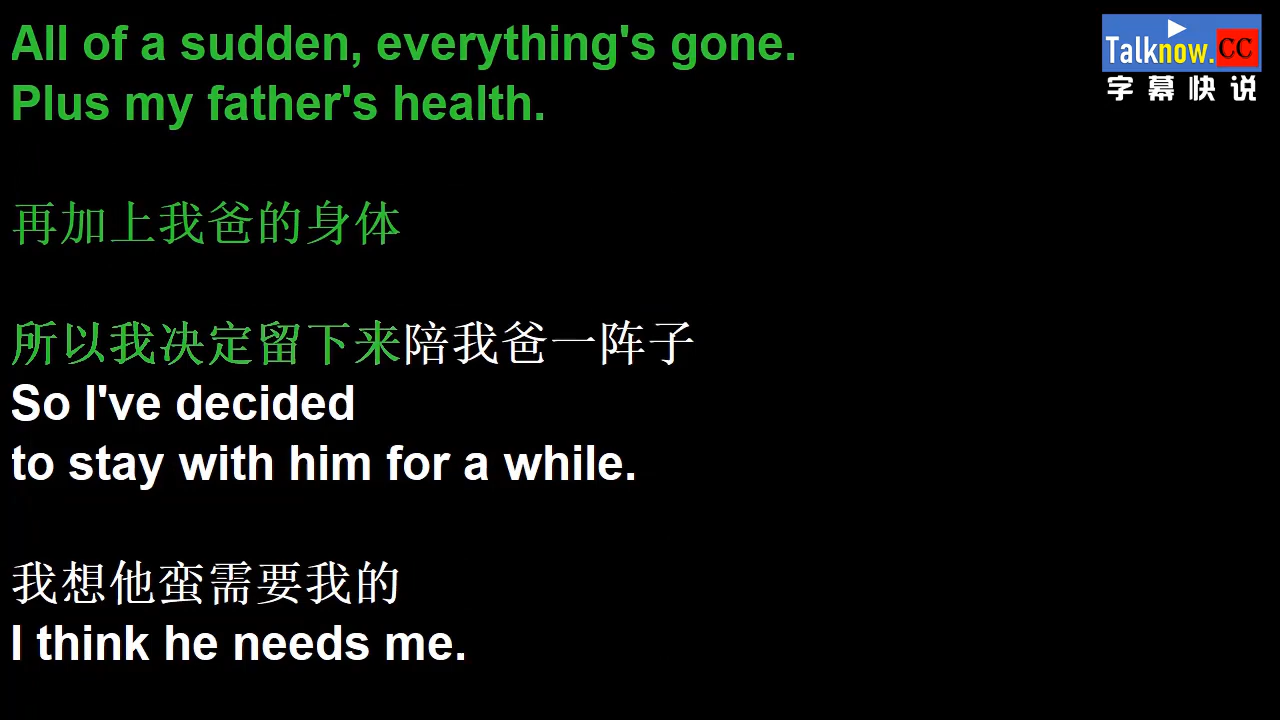 All of a sudden, everything's gone.
Plus my father's health.
再加上我爸的身体
所以我决定留下来陪我爸一阵子
So I've decided
to stay with him for a while.
我想他蛮需要我的
I think he needs me.
Talknow.CC
字幕快说